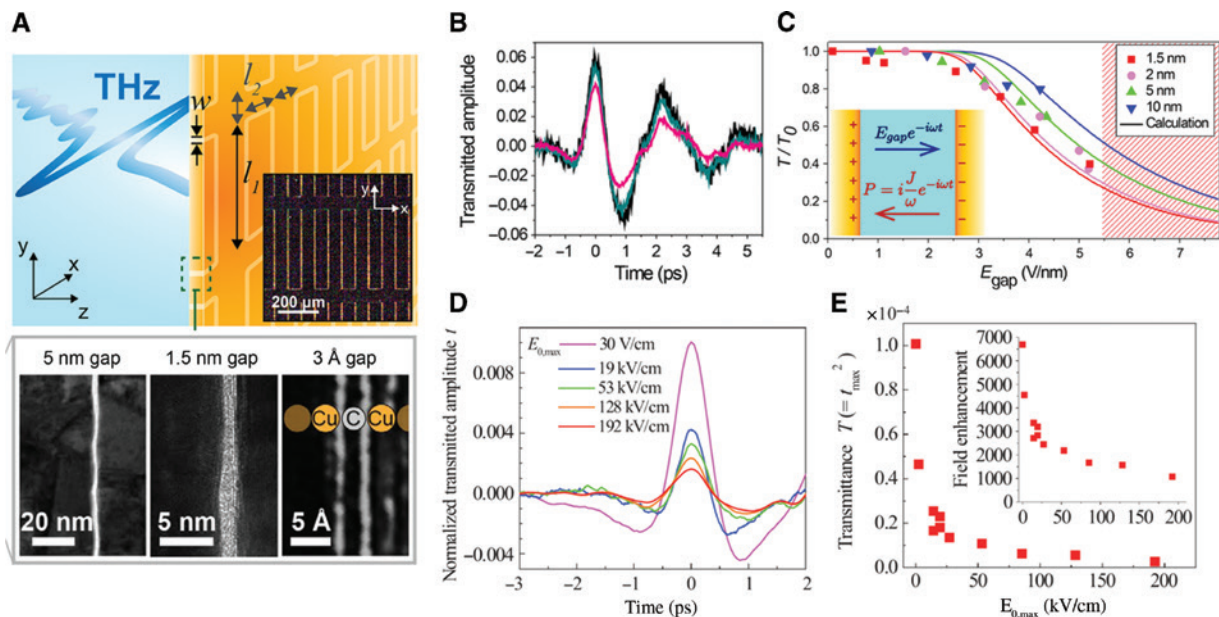 A
THz
w
l₂
l₁
y
x
z
y
x
200 μm
5 nm gap
1.5 nm gap
3 Å gap
Cu
C
Cu
20 nm
5 nm
5 Å
B
Transmitted amplitude
0.06
0.04
0.02
0.00
−0.02
−0.04
−0.06
−2 −1 0 1 2 3 4 5
Time (ps)
C
T/T₀
1.0
0.8
0.6
0.4
0.2
0.0
1.5 nm
2 nm
5 nm
10 nm
Calculation
E_gap e^{−iωt}
P = i J/ω e^{−iωt}
0 1 2 3 4 5 6 7
E_gap (V/nm)
D
Normalized transmitted amplitude t
0.008
0.004
0.000
−0.004
E₀,max
30 V/cm
19 kV/cm
53 kV/cm
128 kV/cm
192 kV/cm
−3 −2 −1 0 1 2
Time (ps)
E
×10⁻⁴
Transmittance T (= t_max²)
1.0
0.8
0.6
0.4
0.2
0.0
Field enhancement
7000
6000
5000
4000
3000
2000
1000
0
0 50 100 150 200
0 50 100 150 200
E₀,max (kV/cm)